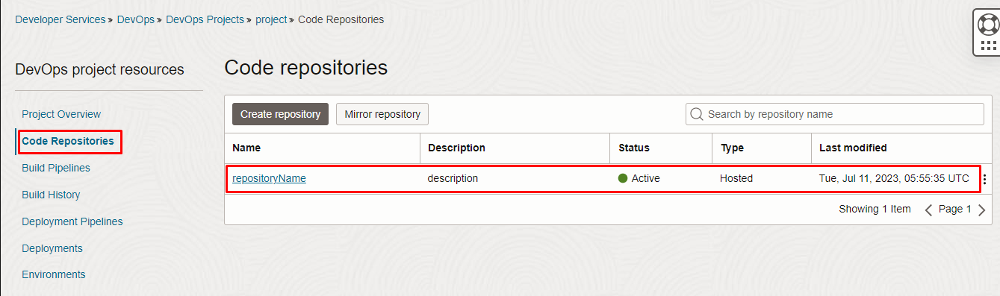 Developer Services » DevOps » DevOps Projects » project » Code Repositories
DevOps project resources
Project Overview
Code Repositories
Build Pipelines
Build History
Deployment Pipelines
Deployments
Environments
Code repositories
Create repository Mirror repository Search by repository name
Name Description Status Type Last modified
repositoryName description Active Hosted Tue, Jul 11, 2023, 05:55:35 UTC
Showing 1 Item Page 1